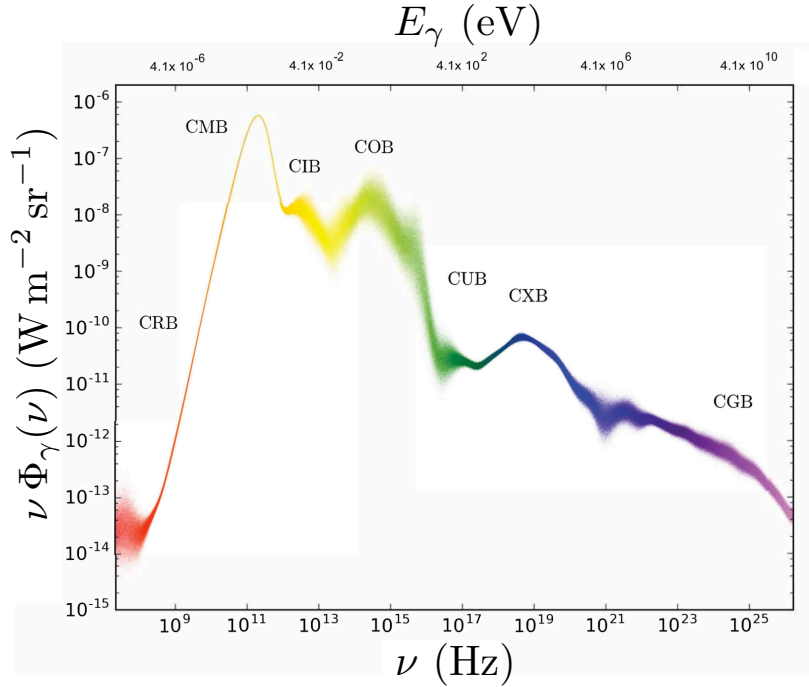 E_γ (eV)
4.1x 10^-6 4.1x 10^-2 4.1x 10^2 4.1x 10^6 4.1x 10^10
ν Φ_γ(ν) (W m^−2 sr^−1)
10^-6
10^-7
10^-8
10^-9
10^-10
10^-11
10^-12
10^-13
10^-14
10^-15
CMB
CIB
COB
CUB
CXB
CRB
CGB
10^9 10^11 10^13 10^15 10^17 10^19 10^21 10^23 10^25
ν (Hz)